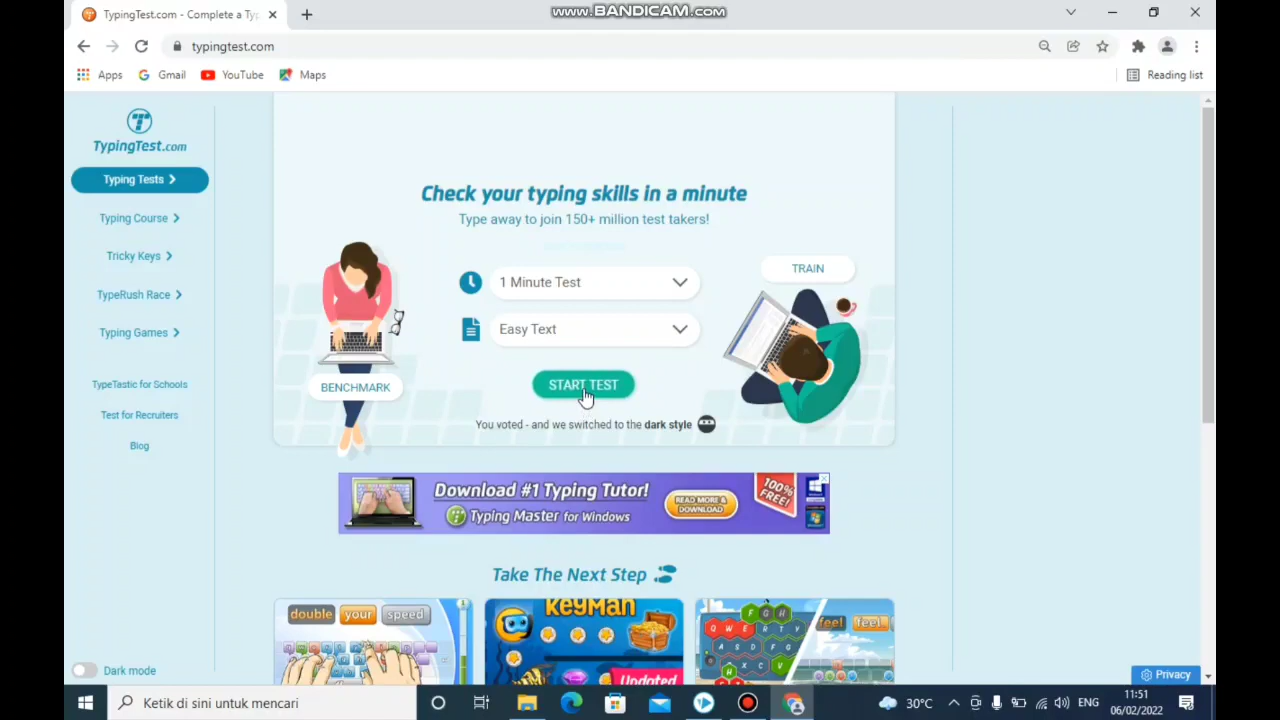 www.BANDICAM.com
TypingTest.com - Complete a Typ
typingtest.com
Apps
Gmail
YouTube
Maps
Reading list
T
TypingTest.com
Typing Tests
Typing Course
Tricky Keys
TypeRush Race
Typing Games
TypeTastic for Schools
Test for Recruiters
Blog
Dark mode
Check your typing skills in a minute
Type away to join 150+ million test takers!
1 Minute Test
Easy Text
START TEST
BENCHMARK
TRAIN
You voted - and we switched to the dark style
Download #1 Typing Tutor!
Typing Master for Windows
READ MORE &
DOWNLOAD
100%
FREE!
Take The Next Step
double your speed
KeyMan
Updated
F G H
Q W E R T Y
A S D F G
H X C V
feel feel
Privacy
Ketik di sini untuk mencari
30°C
ENG
11:51
06/02/2022